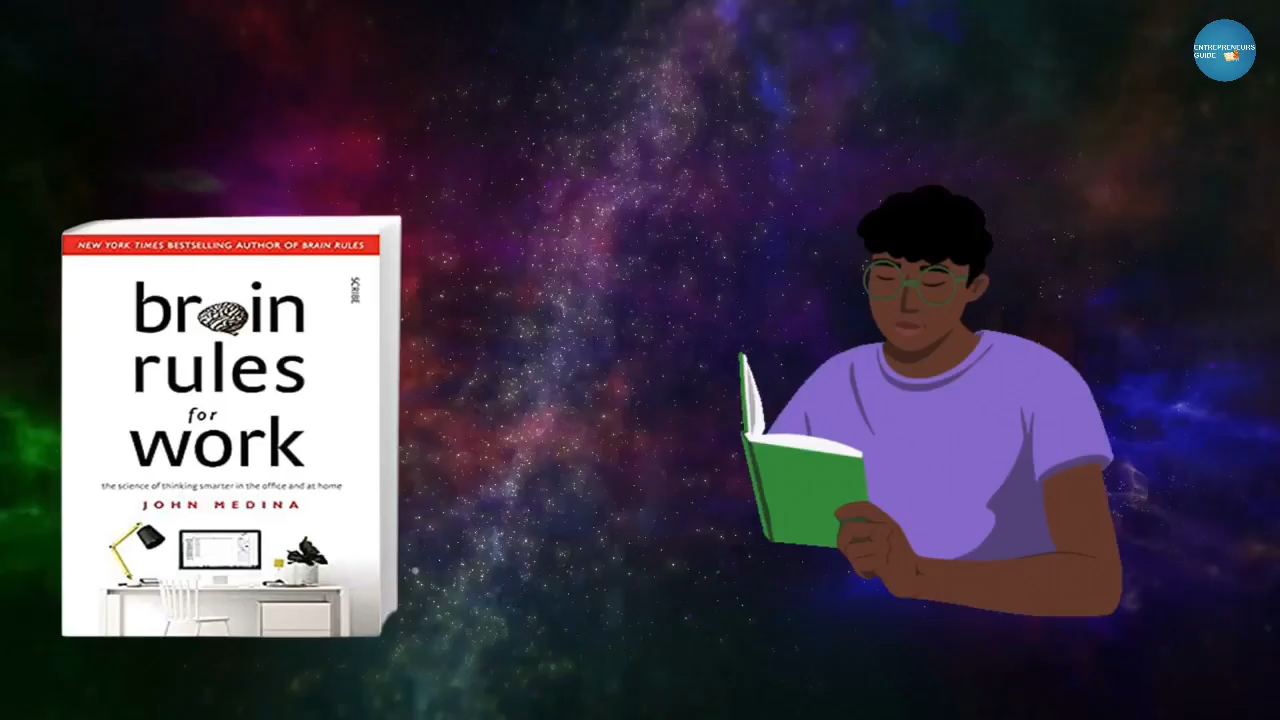 ENTREPRENEURS
GUIDE
NEW YORK TIMES BESTSELLING AUTHOR OF BRAIN RULES
SCRIBE
brain
rules
for
work
the science of thinking smarter in the office and at home
JOHN MEDINA